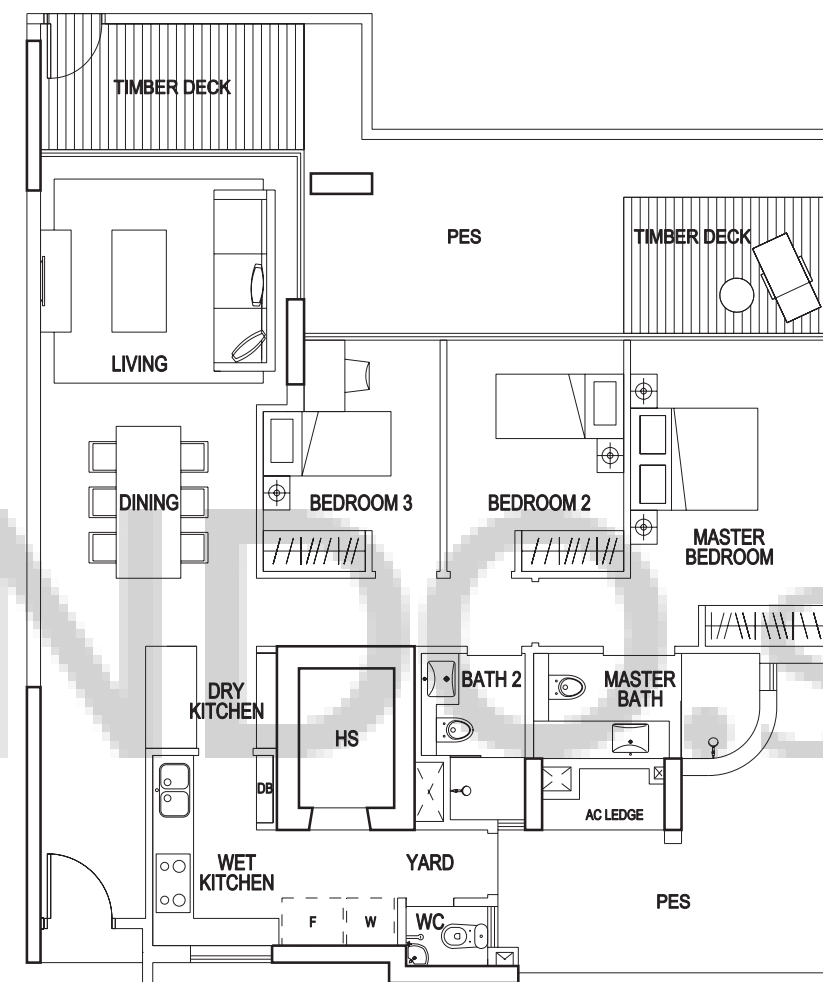 TIMBER DECK
PES
TIMBER DECK
LIVING
DINING
BEDROOM 3
BEDROOM 2
MASTER
BEDROOM
DRY
KITCHEN
HS
BATH 2
MASTER
BATH
DB
AC LEDGE
WET
KITCHEN
YARD
F
W
WC
PES